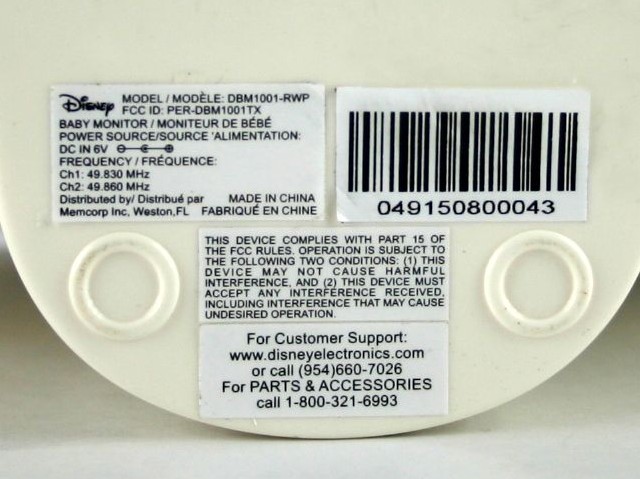 Disney MODEL / MODÈLE: DBM1001-RWP
FCC ID: PER-DBM1001TX
BABY MONITOR / MONITEUR DE BÉBÉ
POWER SOURCE/SOURCE 'ALIMENTATION:
DC IN 6V
FREQUENCY / FRÉQUENCE:
Ch1: 49.830 MHz
Ch2: 49.860 MHz
Distributed by/ Distribué par MADE IN CHINA
Memcorp Inc, Weston,FL FABRIQUÉ EN CHINE
049150800043
THIS DEVICE COMPLIES WITH PART 15 OF
THE FCC RULES. OPERATION IS SUBJECT TO
THE FOLLOWING TWO CONDITIONS: (1) THIS
DEVICE MAY NOT CAUSE HARMFUL
INTERFERENCE, AND (2) THIS DEVICE MUST
ACCEPT ANY INTERFERENCE RECEIVED,
INCLUDING INTERFERENCE THAT MAY CAUSE
UNDESIRED OPERATION.
For Customer Support:
www.disneyelectronics.com
or call (954)660-7026
For PARTS & ACCESSORIES
call 1-800-321-6993